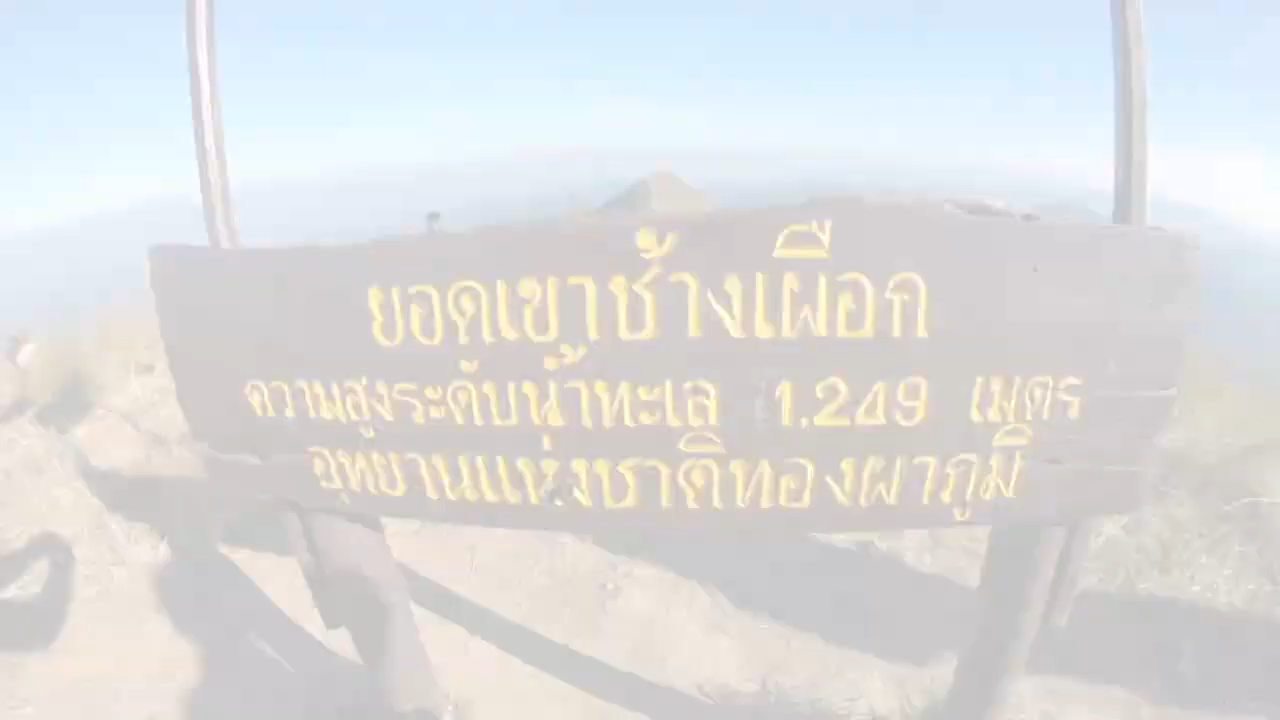 ยอดเขาช้างเผือก
ความสูงระดับน้ำทะเล 1,249 เมตร
อุทยานแห่งชาติทองผาภูมิ